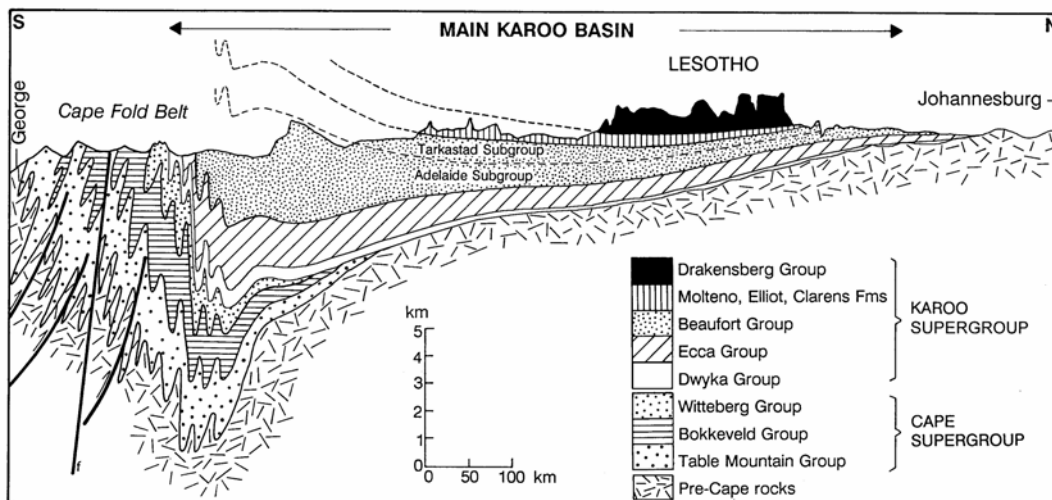 S
MAIN KAROO BASIN
N
LESOTHO
Cape Fold Belt
George
Johannesburg
Tarkastad Subgroup
Adelaide Subgroup
f
km
5
4
3
2
1
0
0 50 100 km
Drakensberg Group
Molteno, Elliot, Clarens Fms
Beaufort Group
Ecca Group
Dwyka Group
KAROO
SUPERGROUP
Witteberg Group
Bokkeveld Group
Table Mountain Group
CAPE
SUPERGROUP
Pre-Cape rocks